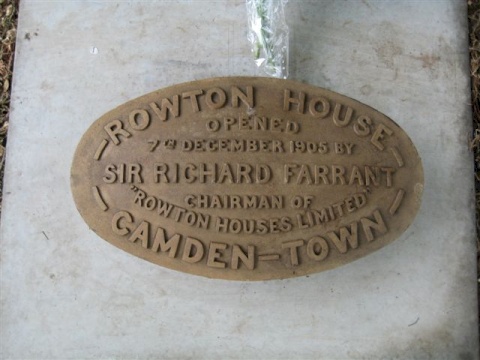 ROWTON HOUSE
OPENED
7TH DECEMBER 1905 BY
SIR RICHARD FARRANT
CHAIRMAN OF
"ROWTON HOUSES LIMITED"
CAMDEN-TOWN